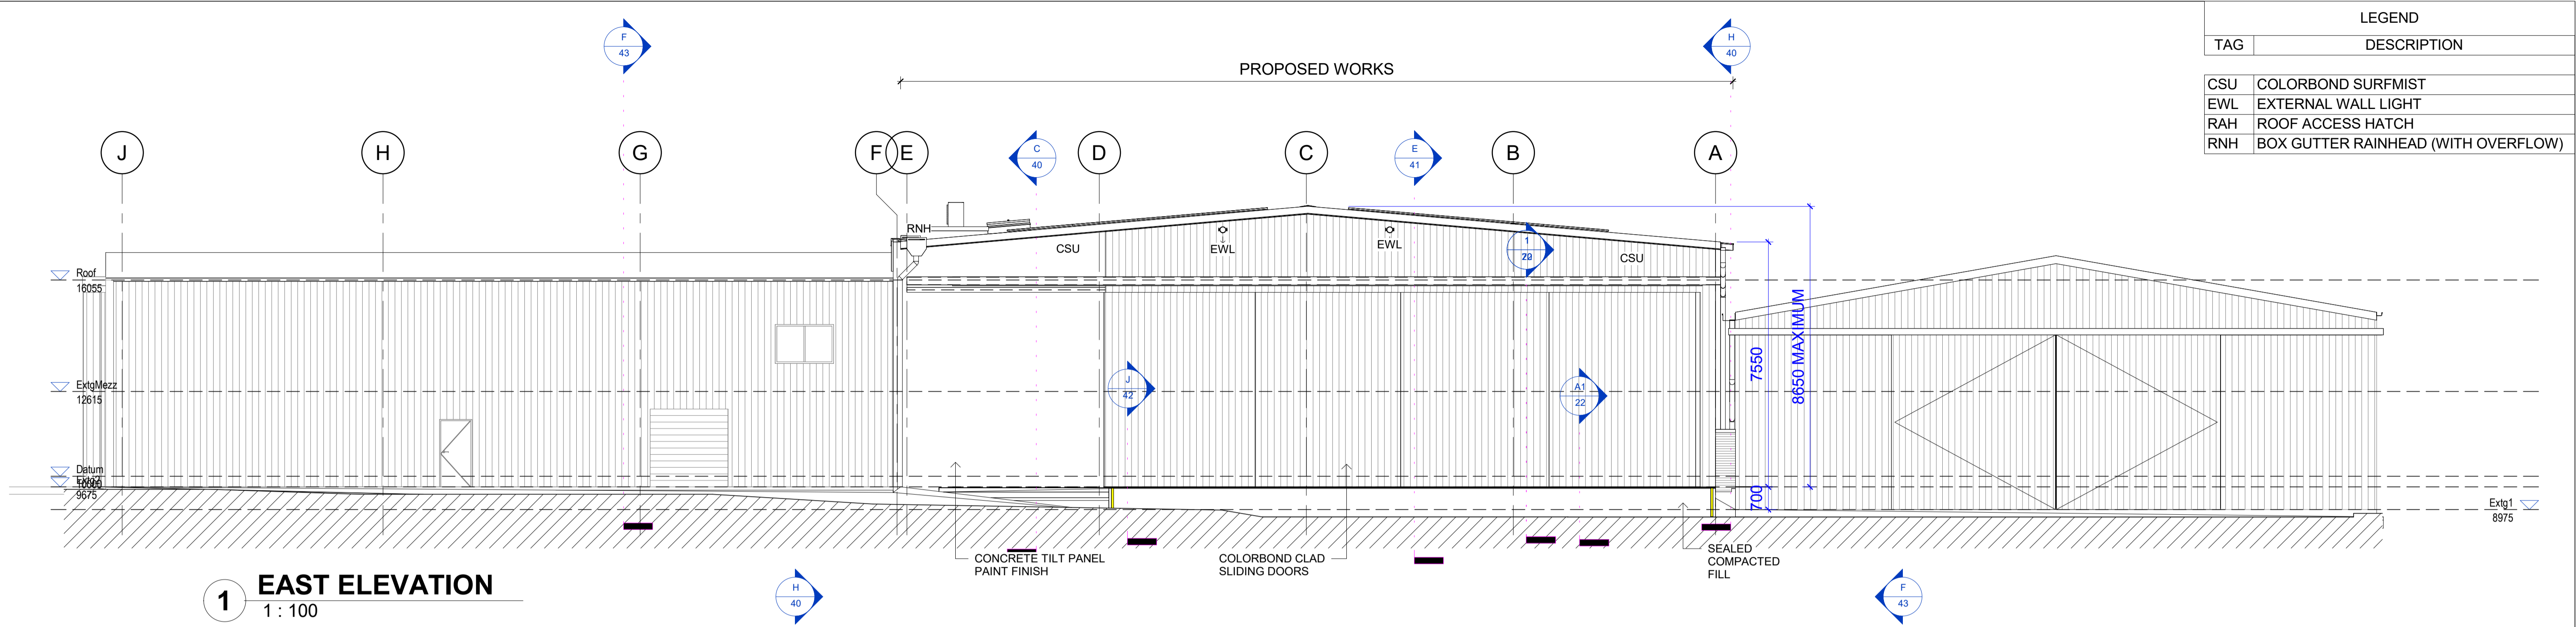 LEGEND
TAG DESCRIPTION
CSU COLORBOND SURFMIST
EWL EXTERNAL WALL LIGHT
RAH ROOF ACCESS HATCH
RNH BOX GUTTER RAINHEAD (WITH OVERFLOW)
F
43
H
40
PROPOSED WORKS
J
H
G
F
E
C
40
D
C
E
41
B
A
RNH
CSU
EWL
EWL
1
CSU
Roof
16055
ExtgMezz
12615
Datum
9675
J
42
A1
22
7550
8650 MAXIMUM
700
Extg1
8975
CONCRETE TILT PANEL
PAINT FINISH
COLORBOND CLAD
SLIDING DOORS
SEALED
COMPACTED
FILL
1
EAST ELEVATION
1 : 100
H
40
F
43